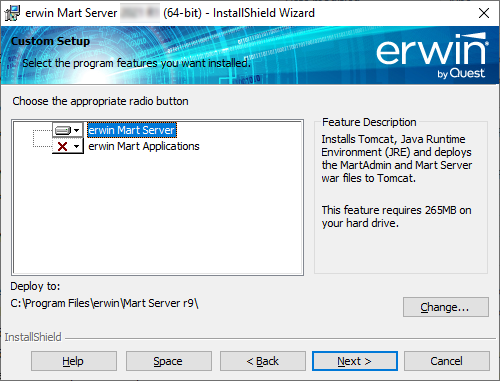 erwin Mart Server (64-bit) - InstallShield Wizard
Custom Setup
Select the program features you want installed.
erwin
by Quest
Choose the appropriate radio button
erwin Mart Server
erwin Mart Applications
Feature Description
Installs Tomcat, Java Runtime
Environment (JRE) and deploys
the MartAdmin and Mart Server
war files to Tomcat.
This feature requires 265MB on
your hard drive.
Deploy to:
C:\Program Files\erwin\Mart Server r9\
Change...
InstallShield
Help
Space
< Back
Next >
Cancel